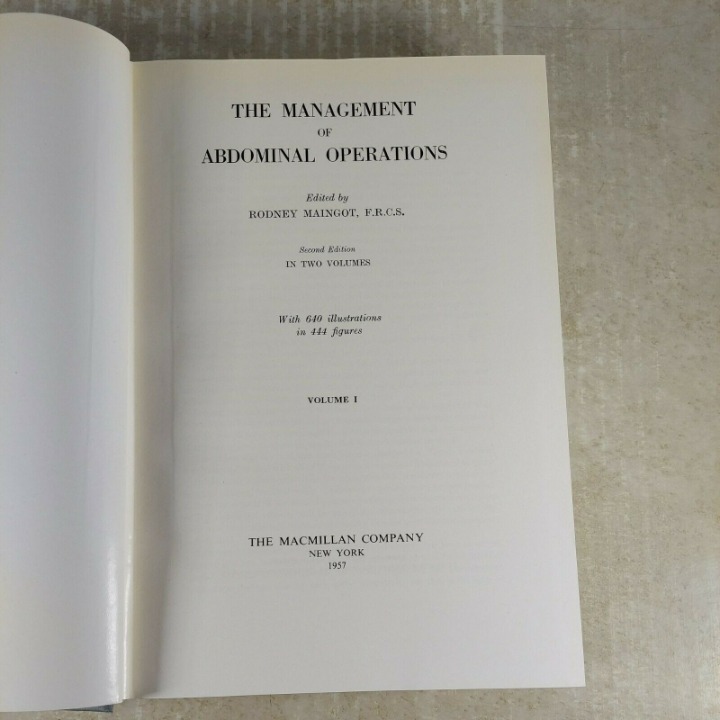 THE MANAGEMENT
OF
ABDOMINAL OPERATIONS
Edited by
RODNEY MAINGOT, F.R.C.S.
Second Edition
IN TWO VOLUMES
With 640 illustrations
in 444 figures
VOLUME I
THE MACMILLAN COMPANY
NEW YORK
1957